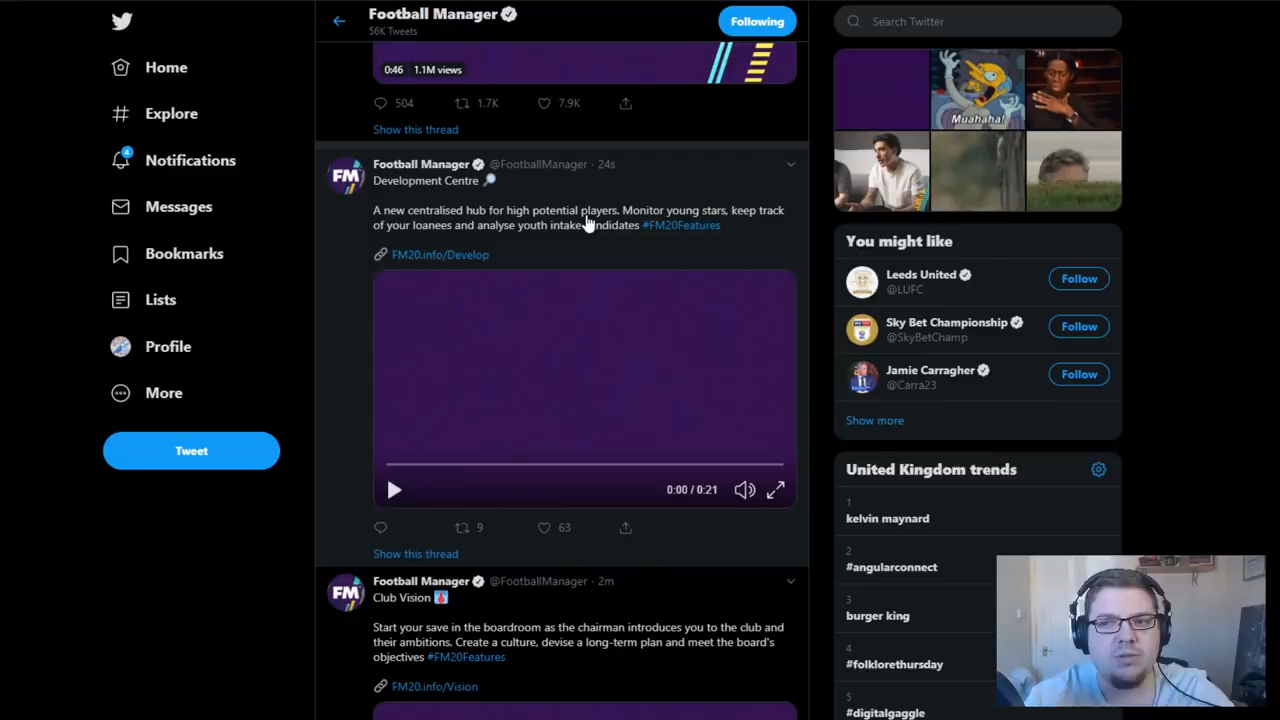 Football Manager
56K Tweets
Following
Search Twitter
Home
Explore
4
Notifications
Messages
Bookmarks
Lists
Profile
More
Tweet
0:46 1.1M views
504 1.7K 7.9K
Show this thread
Football Manager @FootballManager · 24s
FM
Development Centre
A new centralised hub for high potential players. Monitor young stars, keep track
of your loanees and analyse youth intake candidates #FM20Features
FM20.info/Develop
0:00 / 0:21
9 63
Show this thread
Football Manager @FootballManager · 2m
FM
Club Vision
Start your save in the boardroom as the chairman introduces you to the club and
their ambitions. Create a culture, devise a long-term plan and meet the board's
objectives #FM20Features
FM20.info/Vision
Muahaha!
You might like
Leeds United
@LUFC
Follow
Sky Bet Championship
@SkyBetChamp
Follow
Jamie Carragher
@Carra23
Follow
Show more
United Kingdom trends
1
kelvin maynard
2
#angularconnect
3
burger king
4
#folklorethursday
5
#digitalgaggle